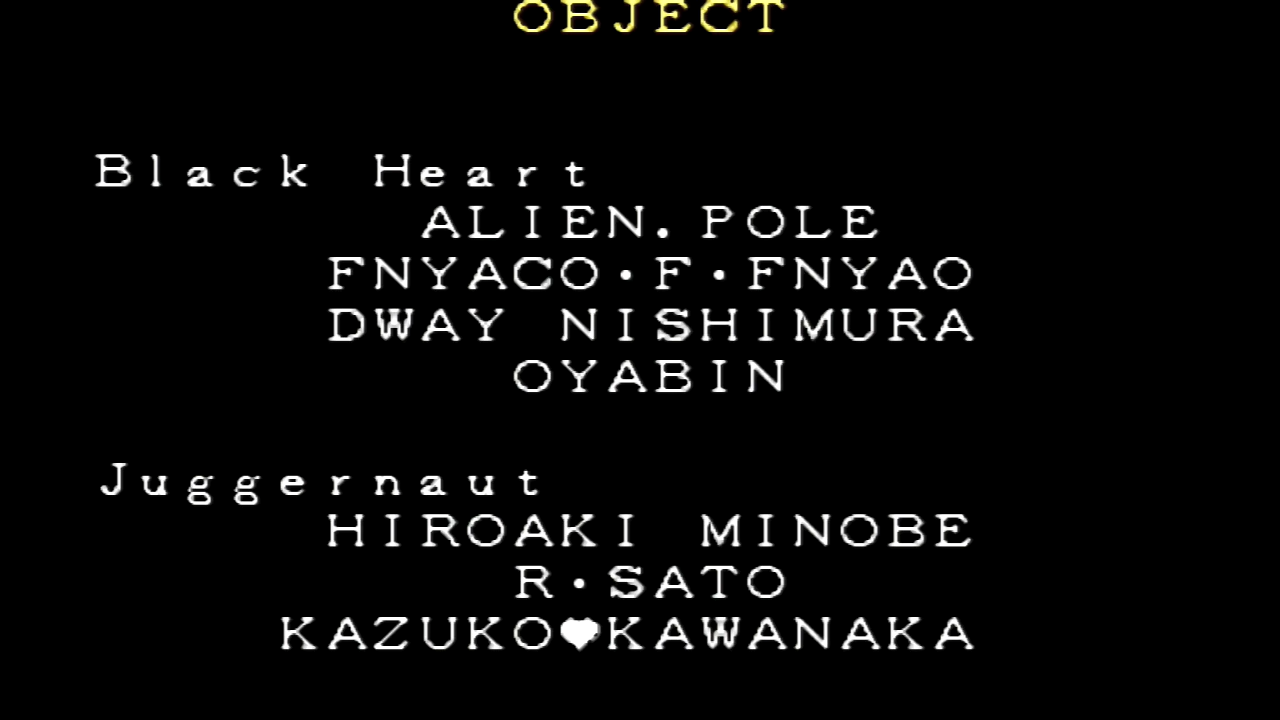 OBJECT
Black Heart
ALIEN.POLE
FNYACO・F・FNYAO
DWAY NISHIMURA
OYABIN
Juggernaut
HIROAKI MINOBE
R・SATO
KAZUKO♥KAWANAKA